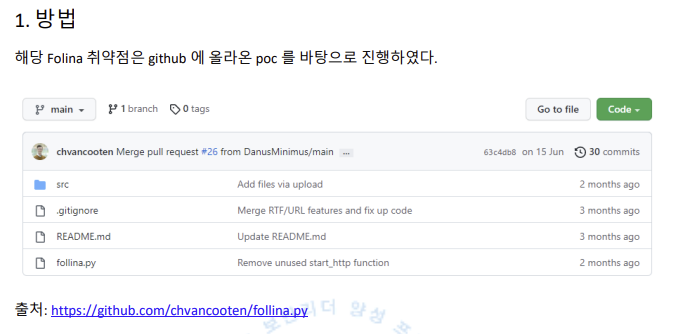 1. 방법
해당 Folina 취약점은 github 에 올라온 poc 를 바탕으로 진행하였다.
main 1 branch 0 tags Go to file Code
chvancooten Merge pull request #26 from DanusMinimus/main ... 63c4db8 on 15 Jun 30 commits
src Add files via upload 2 months ago
.gitignore Merge RTF/URL features and fix up code 3 months ago
README.md Update README.md 3 months ago
follina.py Remove unused start_http function 2 months ago
출처: https://github.com/chvancooten/follina.py